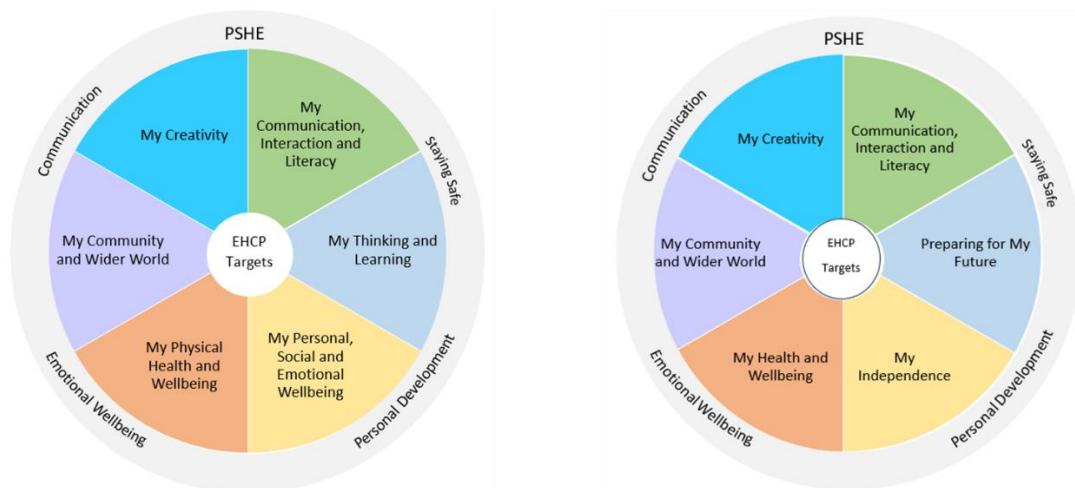 PSHE
Communication
Staying Safe
Personal Development
Emotional Wellbeing
My Creativity
My
Communication,
Interaction and
Literacy
My Community
and Wider World
EHCP
Targets
My Thinking and
Learning
My Physical
Health and
Wellbeing
My Personal,
Social and
Emotional
Wellbeing
PSHE
Communication
Staying Safe
Personal Development
Emotional Wellbeing
My Creativity
My
Communication,
Interaction and
Literacy
My Community
and Wider World
EHCP
Targets
Preparing for My
Future
My Health and
Wellbeing
My
Independence